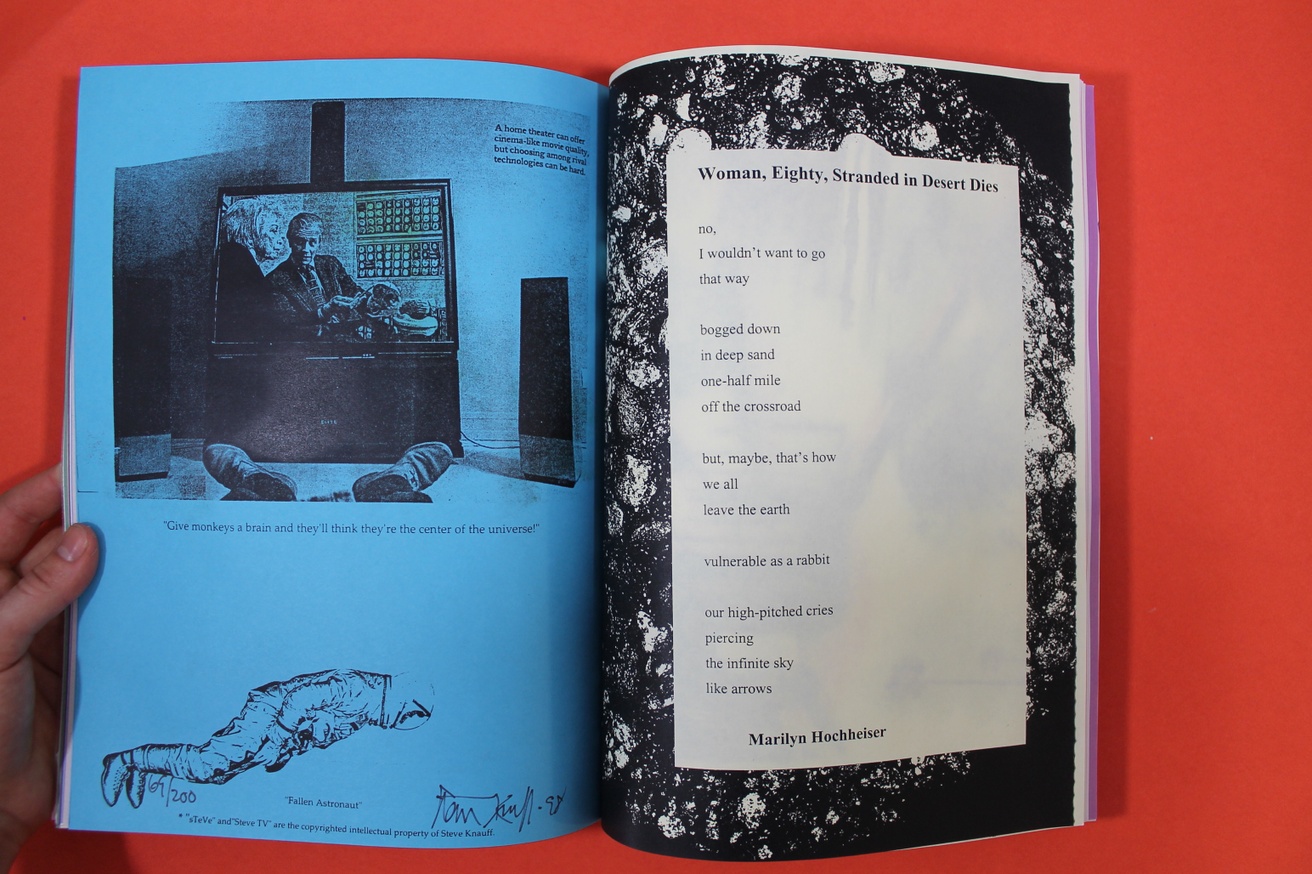 A home theater can offer
cinema-like movie quality,
but choosing among rival
technologies can be hard.
"Give monkeys a brain and they'll think they're the center of the universe!"
69/200
"Fallen Astronaut"
* "sTeVe" and "Steve TV" are the copyrighted intellectual property of Steve Knauff.
Woman, Eighty, Stranded in Desert Dies
no,
I wouldn't want to go
that way
bogged down
in deep sand
one-half mile
off the crossroad
but, maybe, that's how
we all
leave the earth
vulnerable as a rabbit
our high-pitched cries
piercing
the infinite sky
like arrows
Marilyn Hochheiser